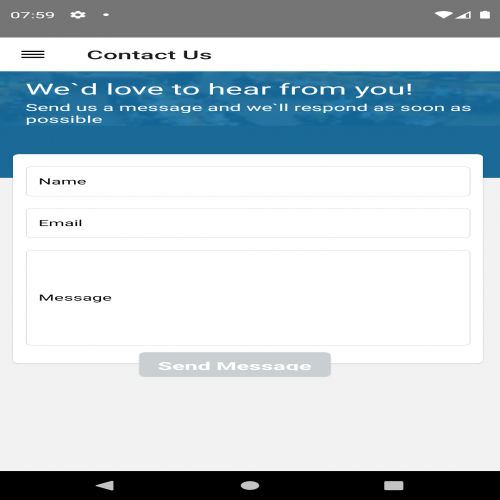 07:59
Contact Us
We`d love to hear from you!
Send us a message and we`ll respond as soon as
possible
Name
Email
Message
Send Message